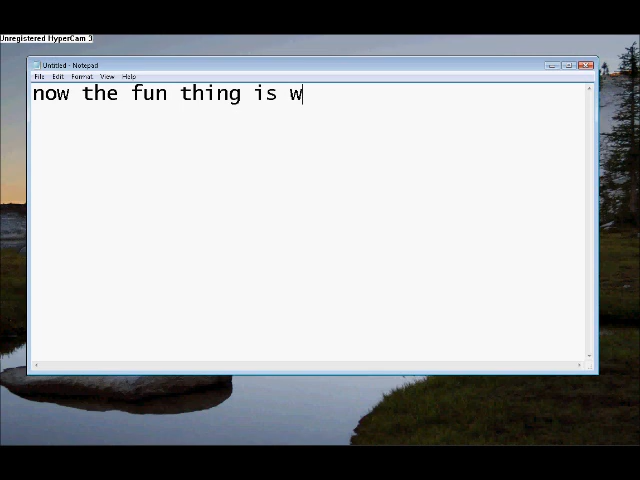 Unregistered HyperCam 3
Untitled - Notepad
File Edit Format View Help
now the fun thing is w